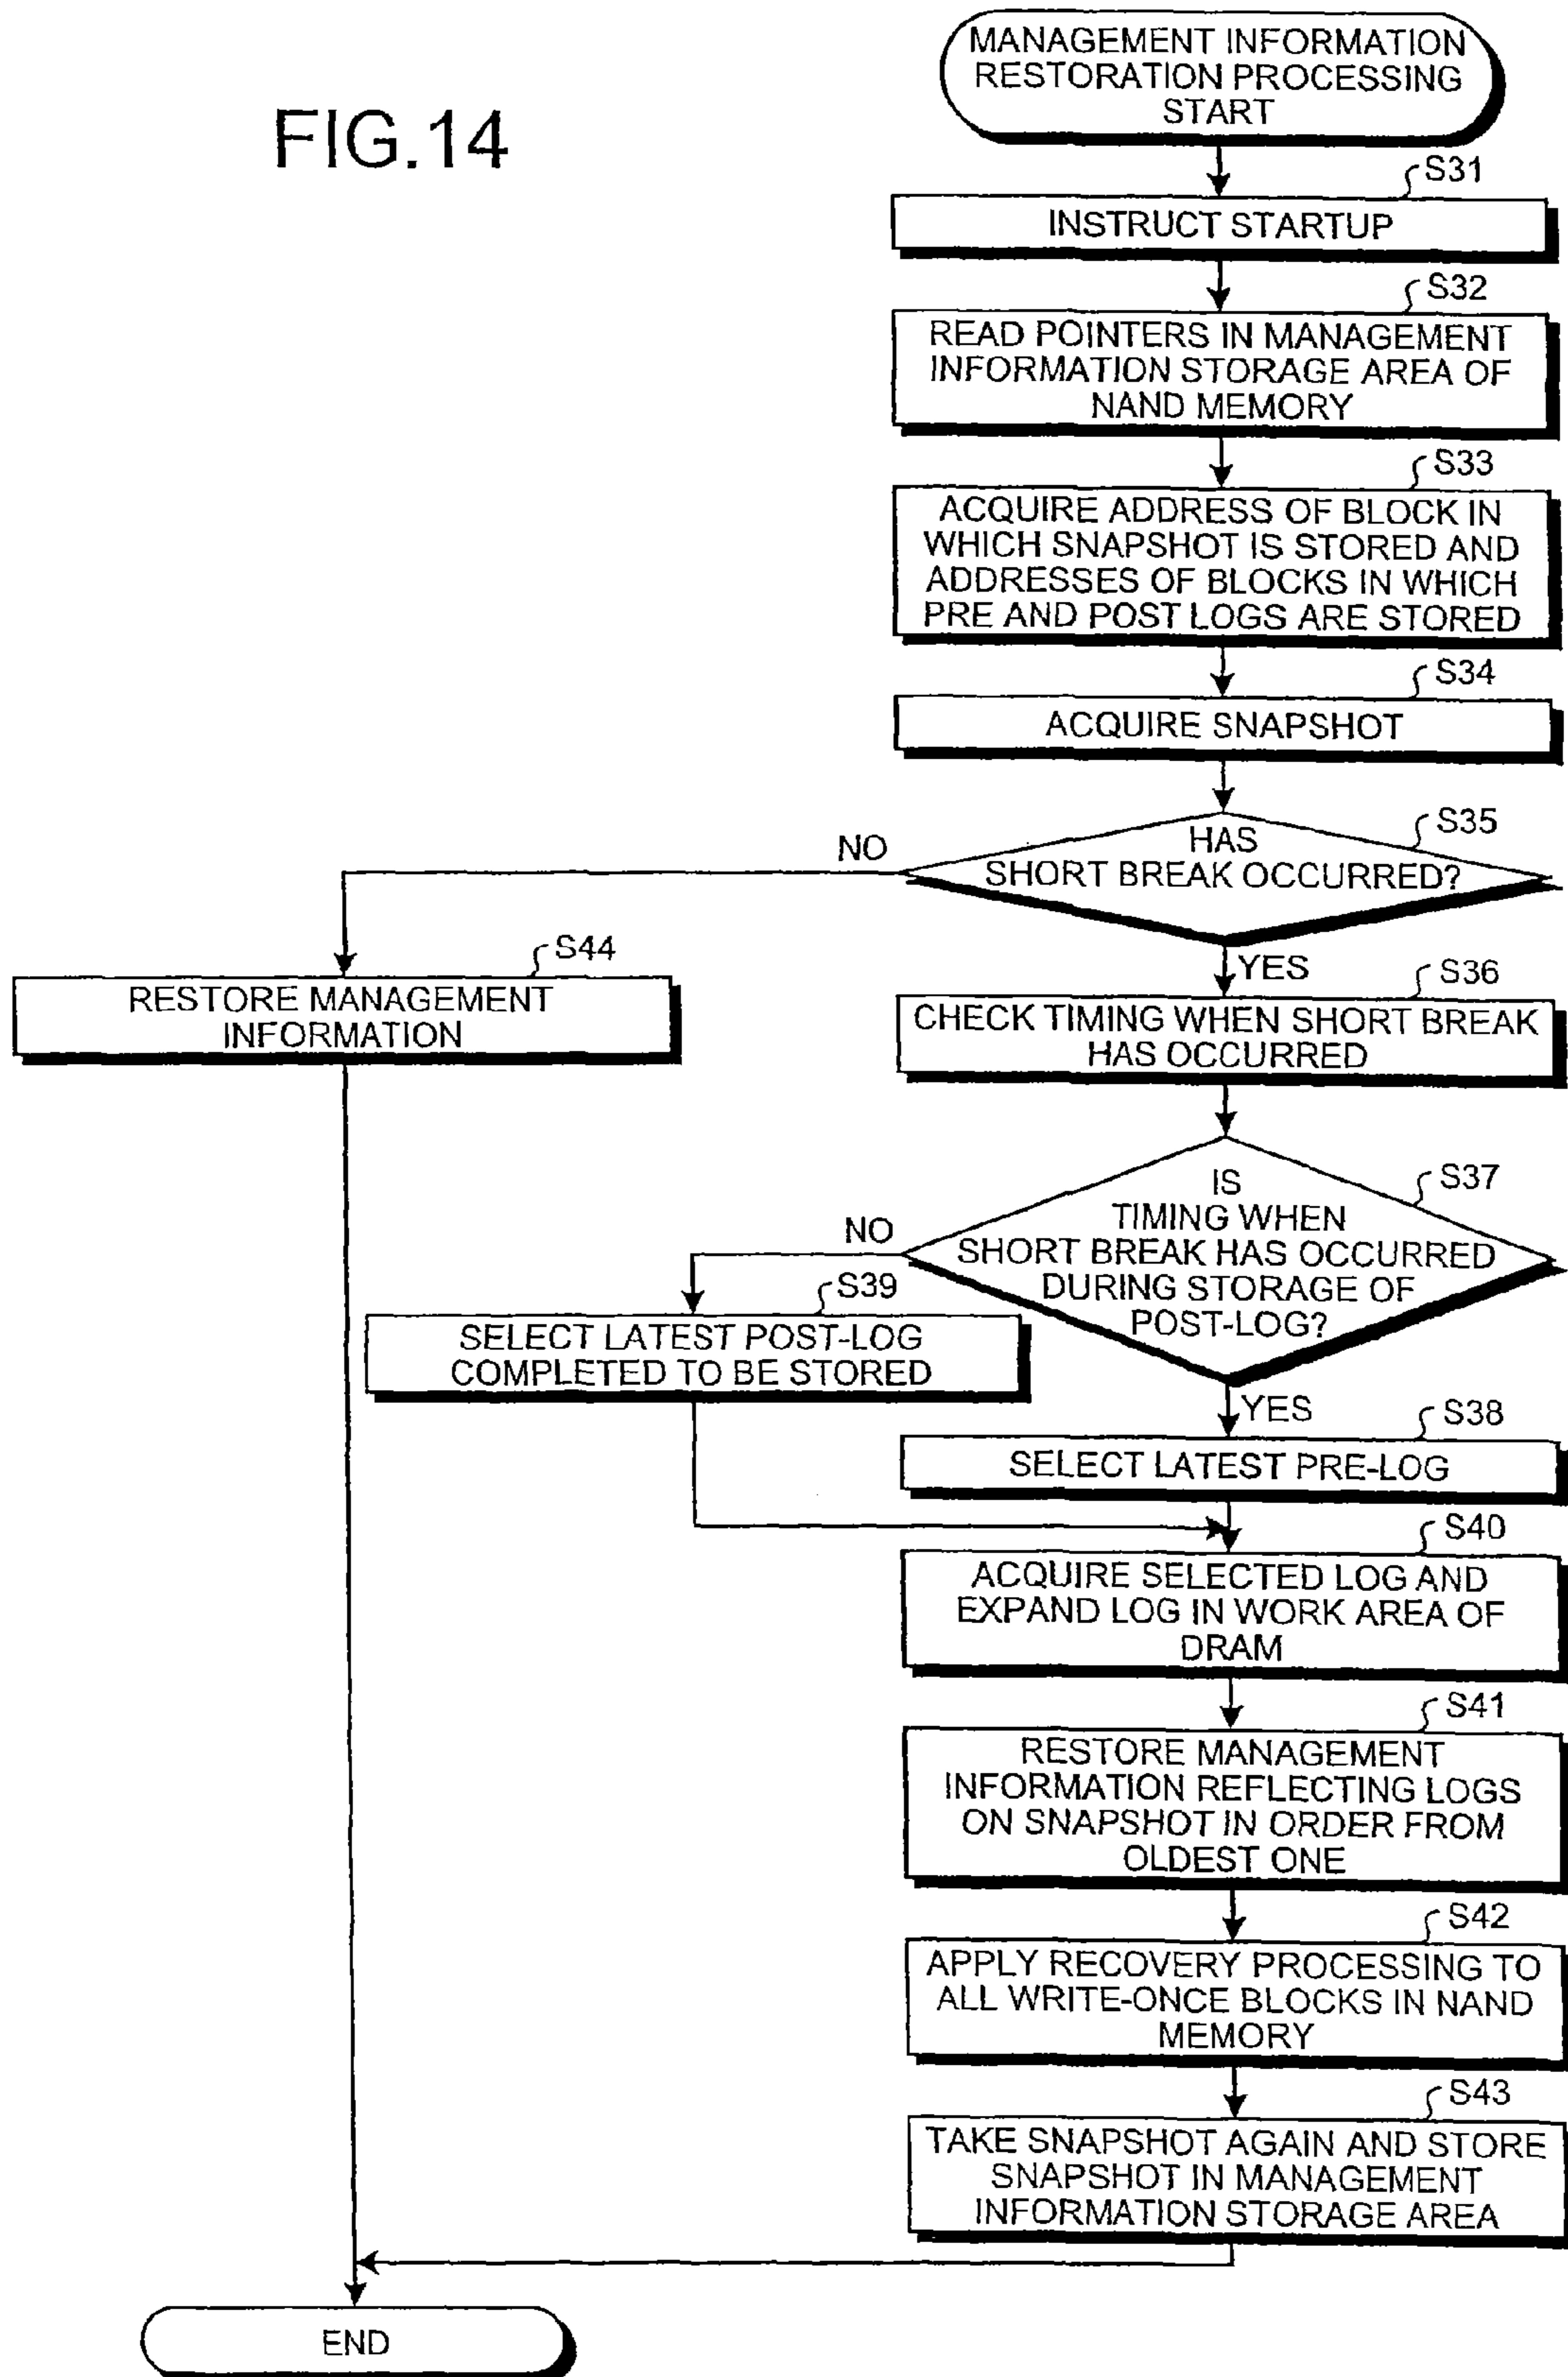 FIG.14
MANAGEMENT INFORMATION
RESTORATION PROCESSING
START
S31
INSTRUCT STARTUP
S32
READ POINTERS IN MANAGEMENT
INFORMATION STORAGE AREA OF
NAND MEMORY
S33
ACQUIRE ADDRESS OF BLOCK IN
WHICH SNAPSHOT IS STORED AND
ADDRESSES OF BLOCKS IN WHICH
PRE AND POST LOGS ARE STORED
S34
ACQUIRE SNAPSHOT
S35
HAS
SHORT BREAK OCCURRED?
NO
YES
S44
RESTORE MANAGEMENT
INFORMATION
S36
CHECK TIMING WHEN SHORT BREAK
HAS OCCURRED
S37
IS
TIMING WHEN
SHORT BREAK HAS OCCURRED
DURING STORAGE OF
POST-LOG?
NO
YES
S39
SELECT LATEST POST-LOG
COMPLETED TO BE STORED
S38
SELECT LATEST PRE-LOG
S40
ACQUIRE SELECTED LOG AND
EXPAND LOG IN WORK AREA OF
DRAM
S41
RESTORE MANAGEMENT
INFORMATION REFLECTING LOGS
ON SNAPSHOT IN ORDER FROM
OLDEST ONE
S42
APPLY RECOVERY PROCESSING TO
ALL WRITE-ONCE BLOCKS IN NAND
MEMORY
S43
TAKE SNAPSHOT AGAIN AND STORE
SNAPSHOT IN MANAGEMENT
INFORMATION STORAGE AREA
END